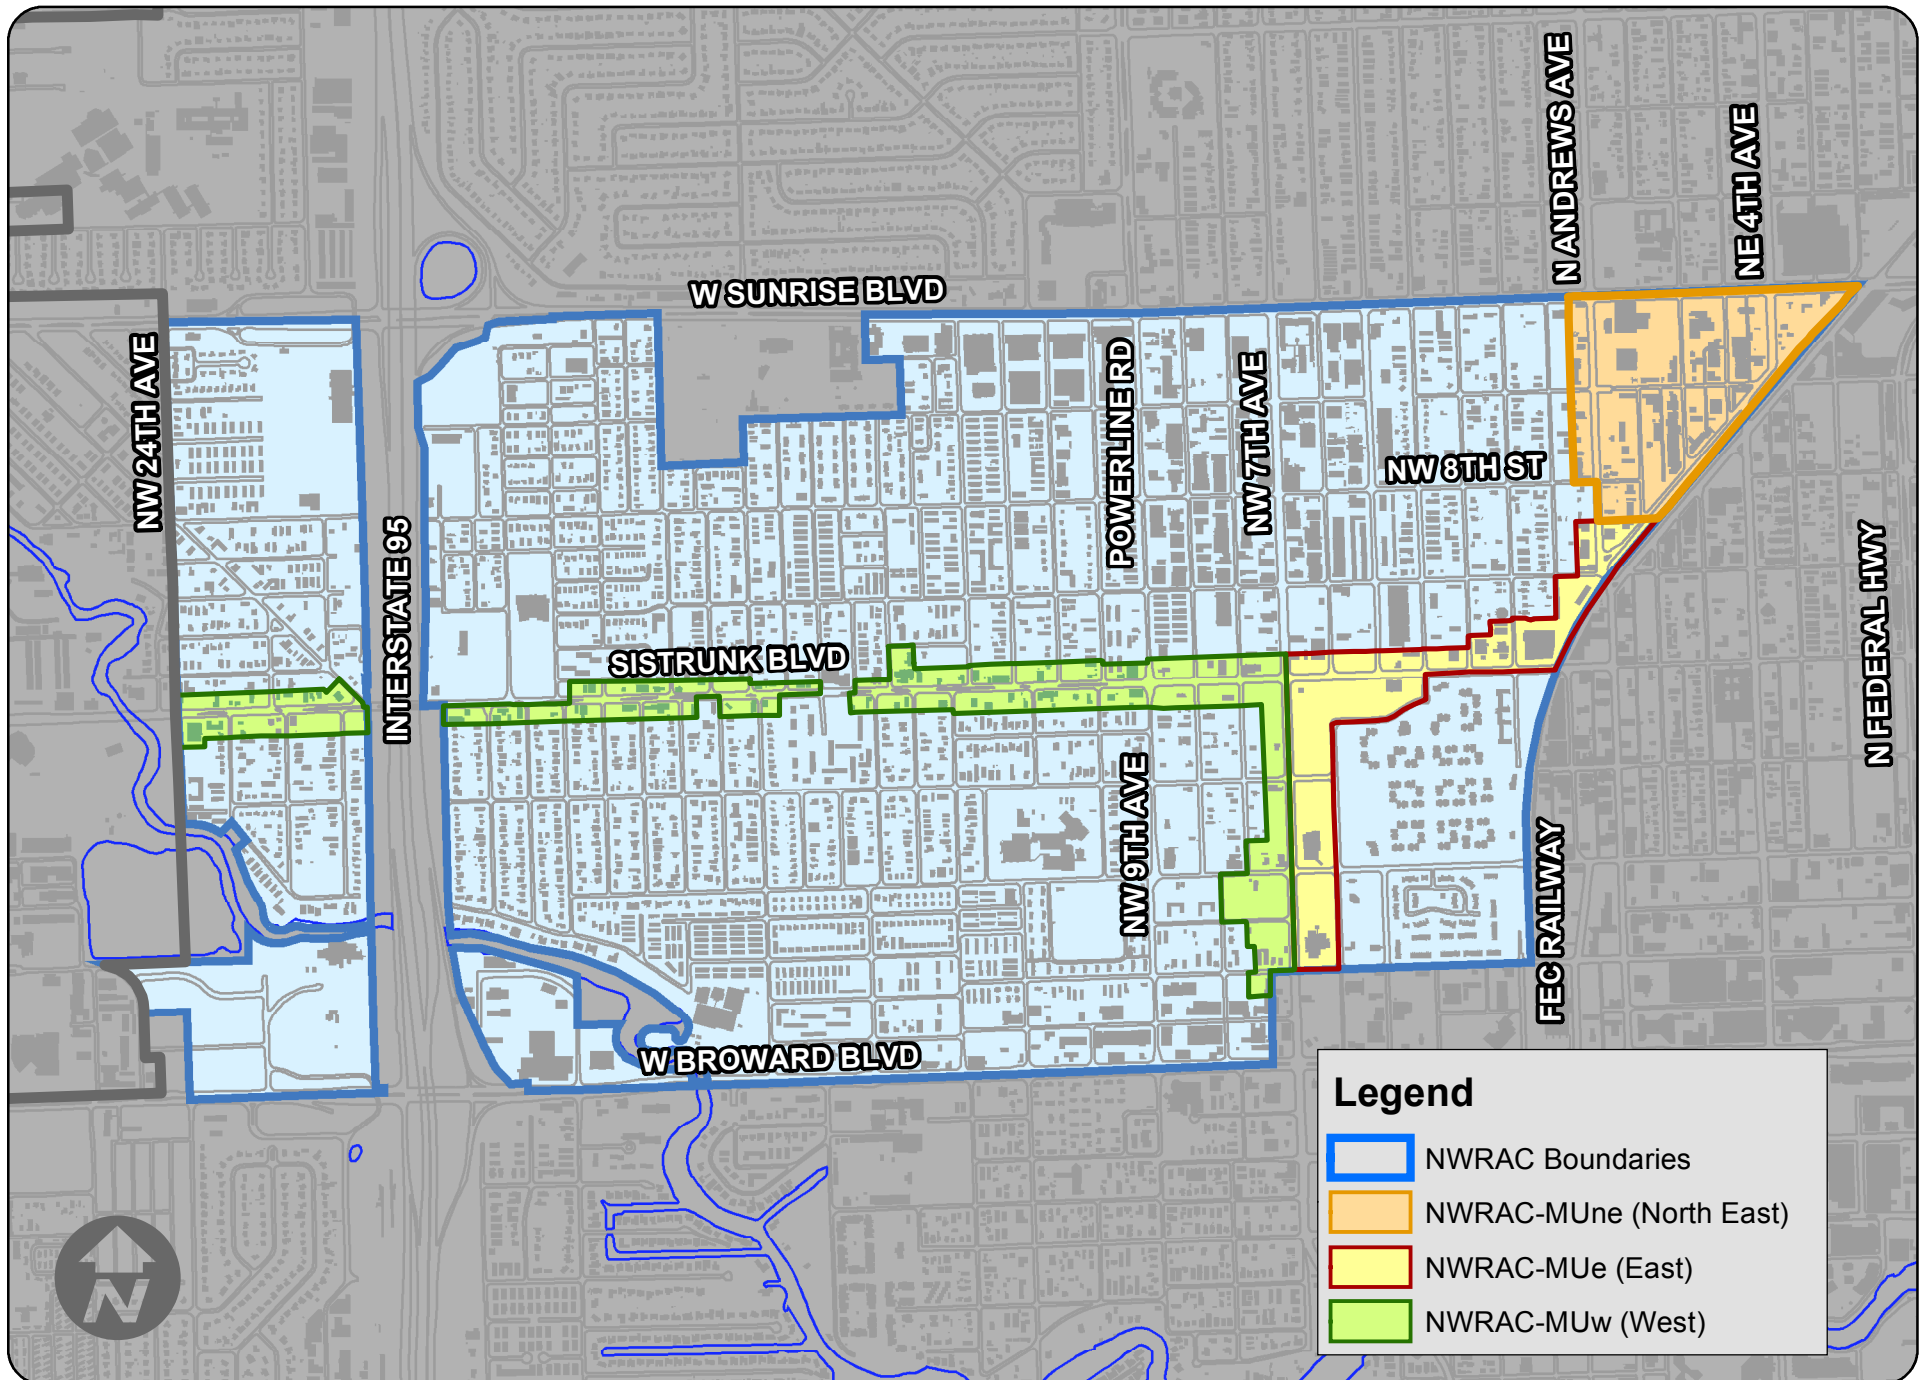 N ANDREWS AVE
NE 4TH AVE
W SUNRISE BLVD
NW 24TH AVE
POWERLINE RD
NW 7TH AVE
NW 8TH ST
INTERSTATE 95
N FEDERAL HWY
SISTRUNK BLVD
NW 9TH AVE
FEC RAILWAY
W BROWARD BLVD
Legend
NWRAC Boundaries
NWRAC-MUne (North East)
NWRAC-MUe (East)
NWRAC-MUw (West)
N